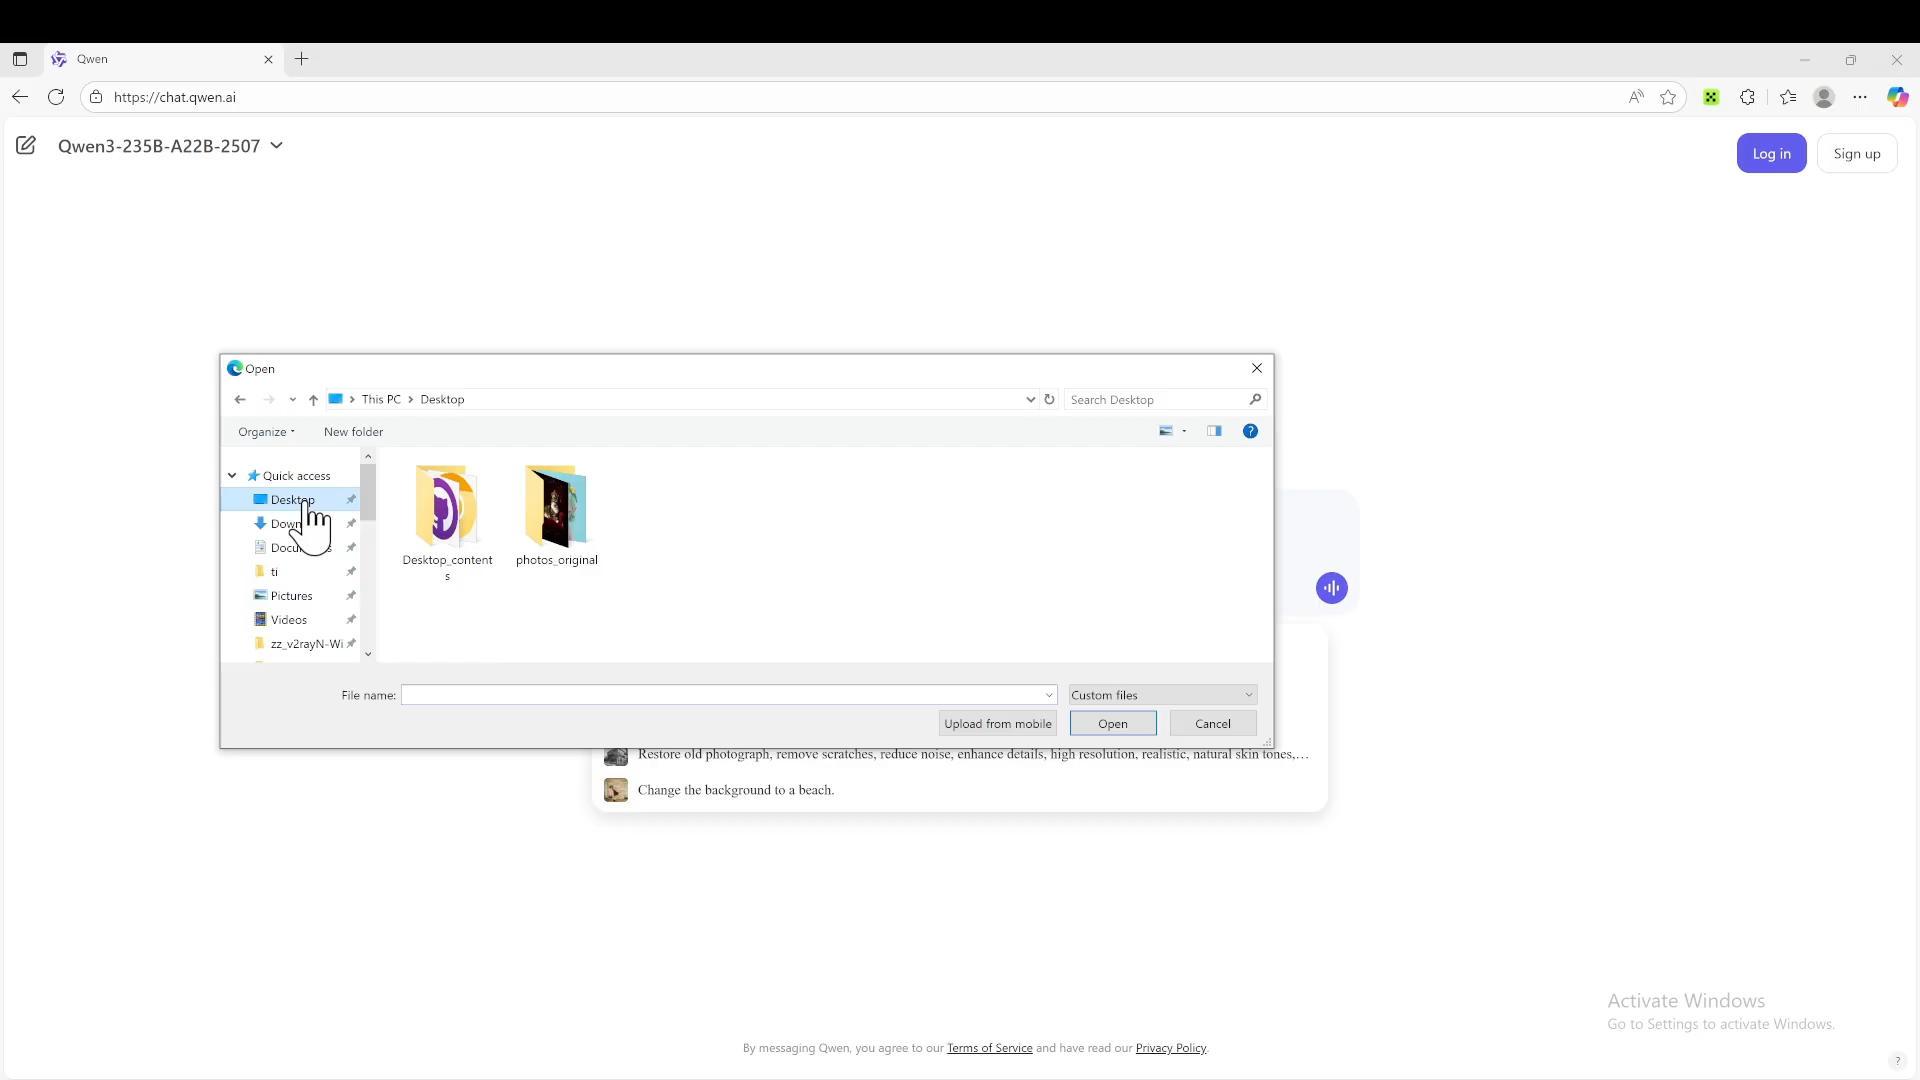 Qwen
https://chat.qwen.ai
Qwen3-235B-A22B-2507
Log in
Sign up
Open
This PC > Desktop
Search Desktop
Organize
New folder
Quick access
Desktop
ti
Pictures
Videos
zz_v2rayN-Wi
Desktop_content
s
photos_original
File name:
Custom files
Upload from mobile
Open
Cancel
Restore old photograph, remove scratches, reduce noise, enhance details, high resolution, realistic, natural skin tones,...
Change the background to a beach.
Activate Windows
Go to Settings to activate Windows.
By messaging Qwen, you agree to our Terms of Service and have read our Privacy Policy.